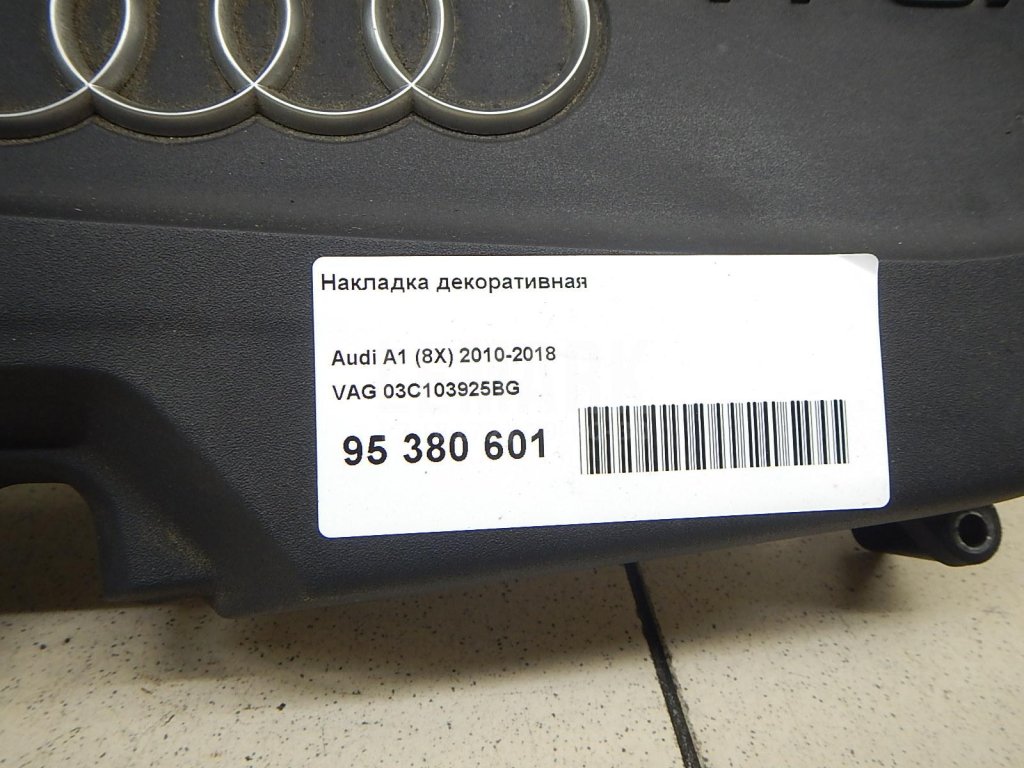 Накладка декоративная
Audi A1 (8X) 2010-2018
VAG 03C103925BG
95 380 601